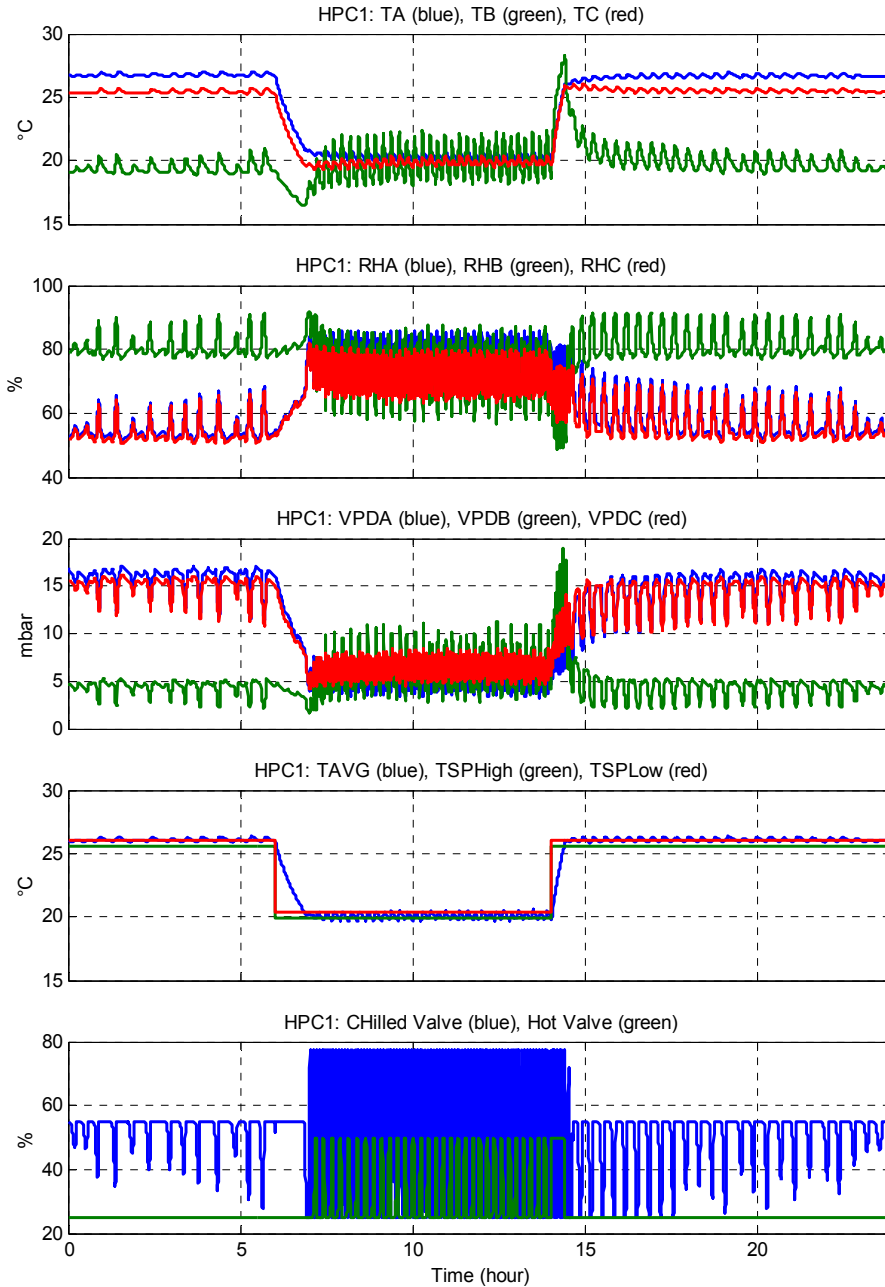 HPC1: TA (blue), TB (green), TC (red)
30
25
20
15
°C
HPC1: RHA (blue), RHB (green), RHC (red)
100
80
60
40
%
HPC1: VPDA (blue), VPDB (green), VPDC (red)
20
15
10
5
0
mbar
HPC1: TAVG (blue), TSPHigh (green), TSPLow (red)
30
25
20
15
°C
HPC1: CHilled Valve (blue), Hot Valve (green)
80
60
40
20
%
0 5 10 15 20
Time (hour)